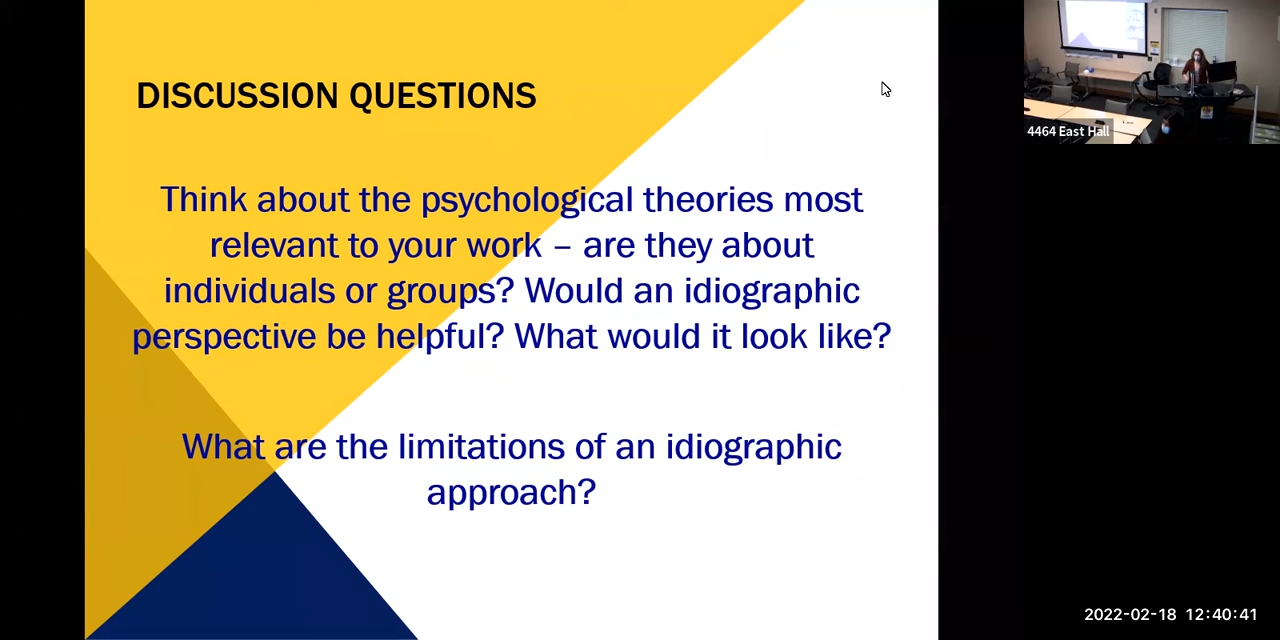 DISCUSSION QUESTIONS
Think about the psychological theories most
relevant to your work – are they about
individuals or groups? Would an idiographic
perspective be helpful? What would it look like?
What are the limitations of an idiographic
approach?
4464 East Hall
2022-02-18 12:40:41